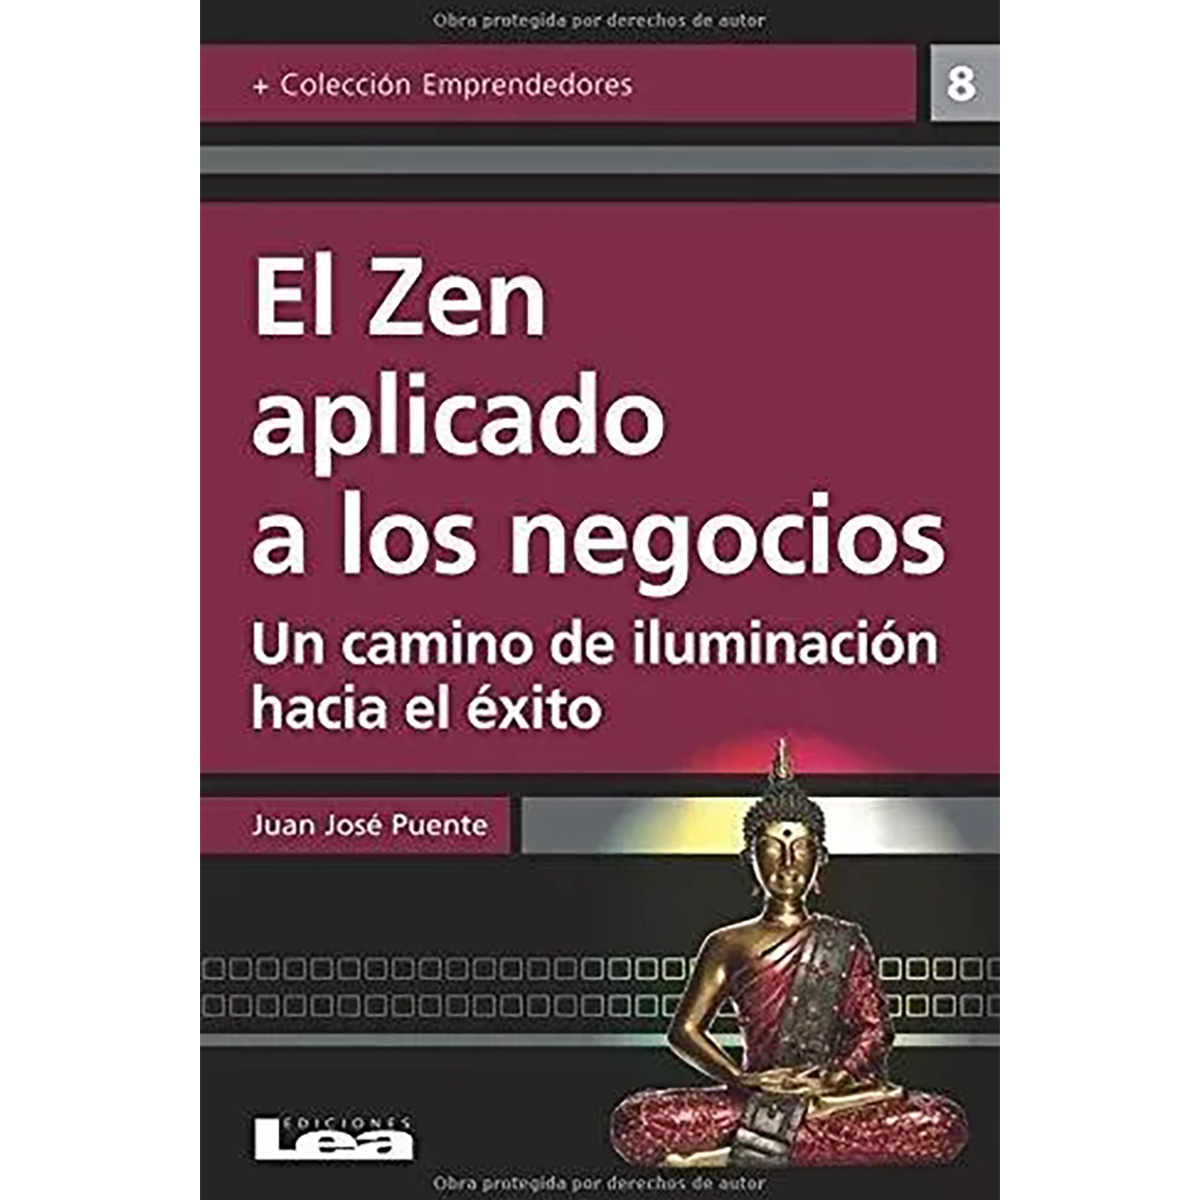 Obra protegida por derechos de autor
+ Colección Emprendedores
8
El Zen
aplicado
a los negocios
Un camino de iluminación
hacia el éxito
Juan José Puente
EDICIONES
Lea
Obra protegida por derechos de autor